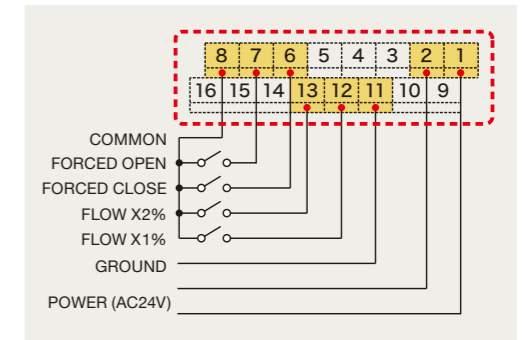 8 7 6 5 4 3 2 1
16 15 14 13 12 11 10 9
COMMON
FORCED OPEN
FORCED CLOSE
FLOW X2%
FLOW X1%
GROUND
POWER (AC24V)